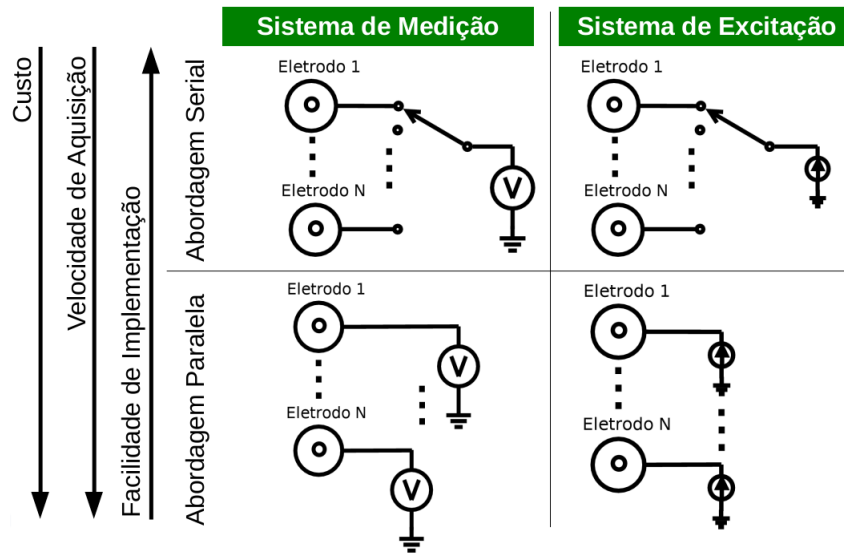 Sistema de Medição
Sistema de Excitação
Custo
Velocidade de Aquisição
Facilidade de Implementação
Abordagem Serial
Eletrodo 1
Eletrodo N
V
Eletrodo 1
Eletrodo N
Abordagem Paralela
Eletrodo 1
V
Eletrodo N
V
Eletrodo 1
Eletrodo N